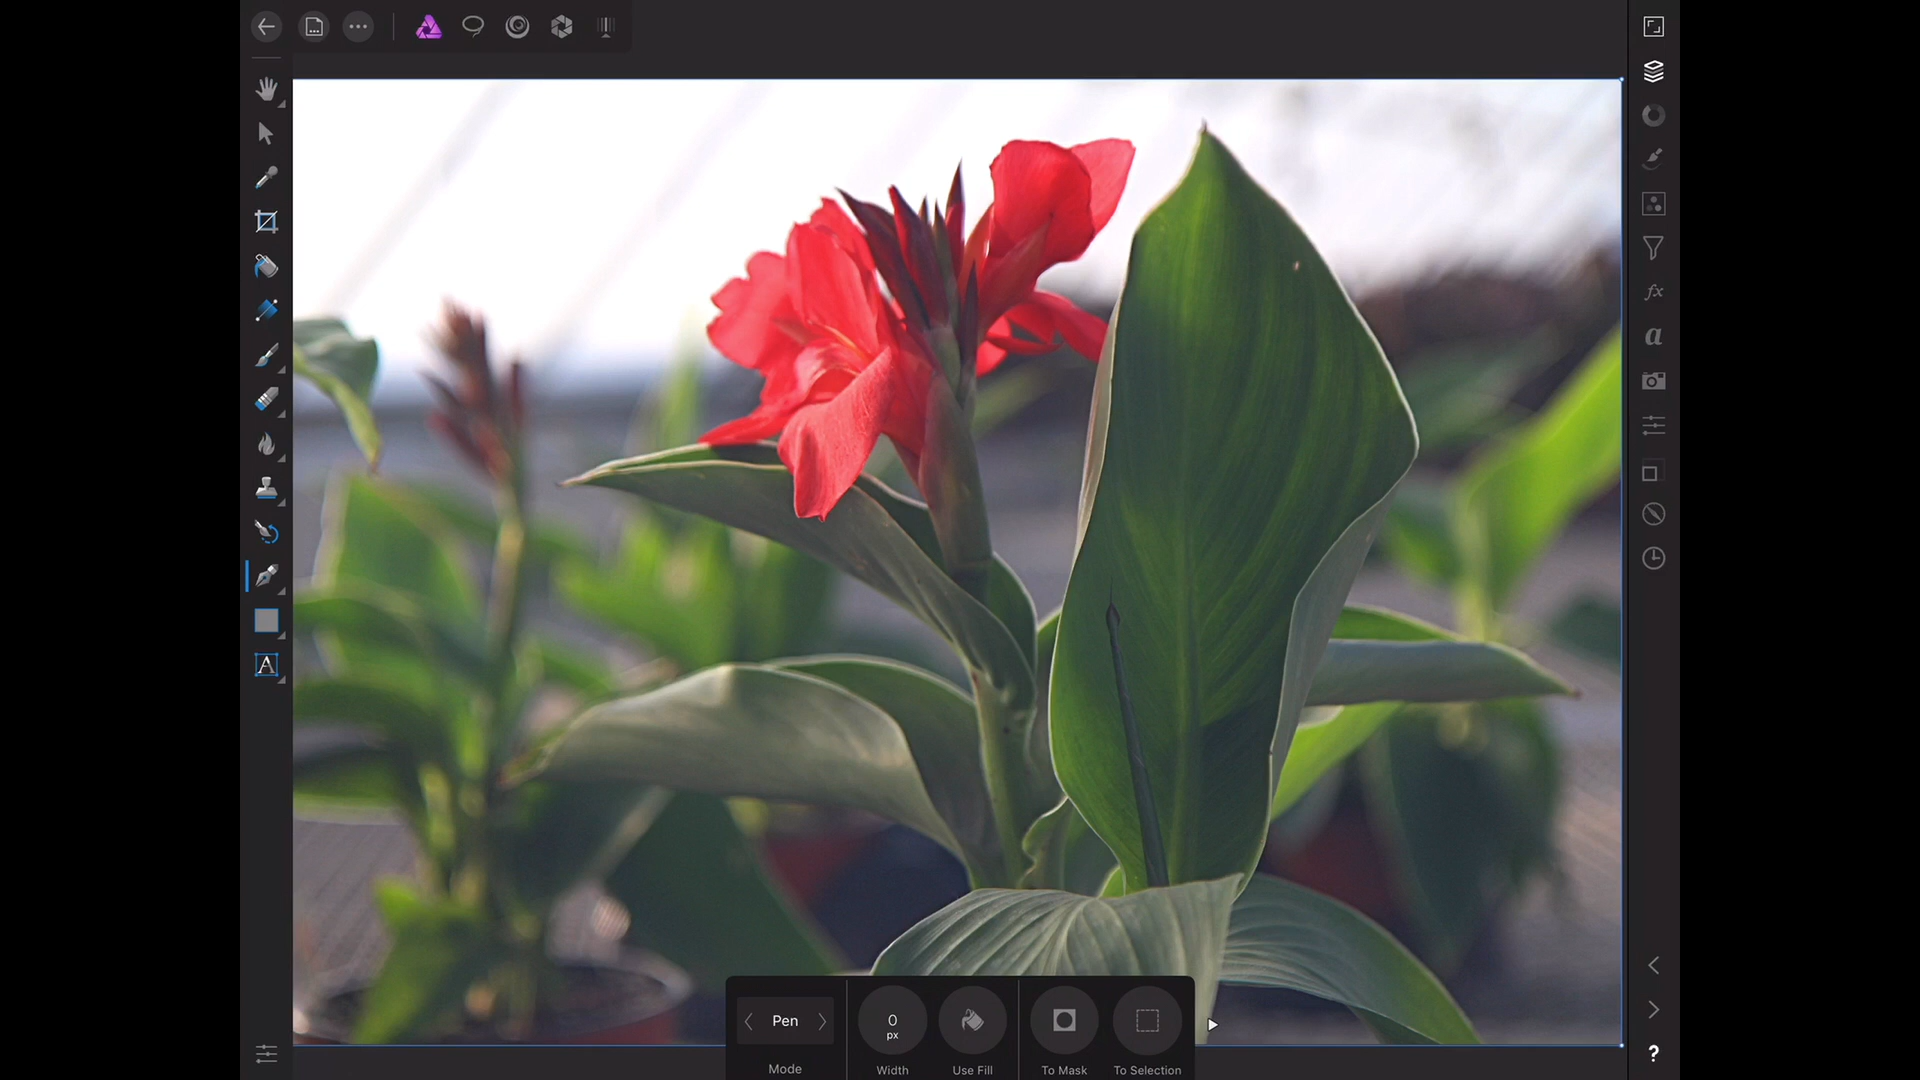 fx
a
A
Pen
0
px
Mode
Width
Use Fill
To Mask
To Selection
?